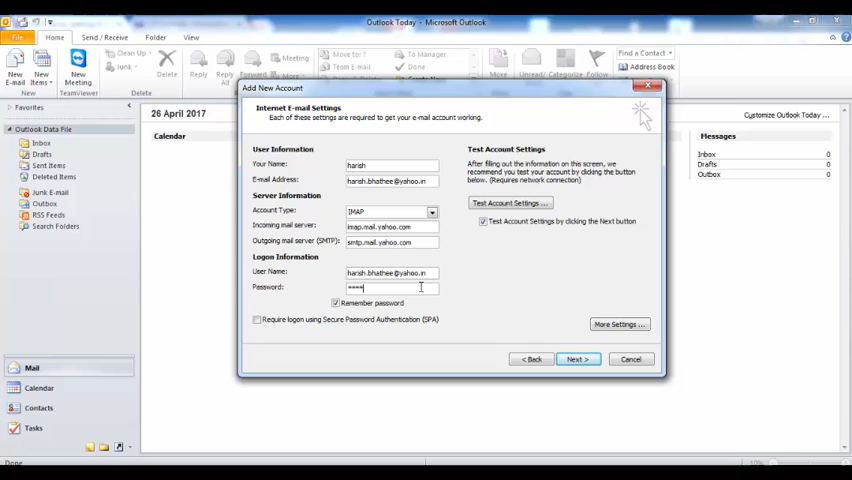 Outlook Today - Microsoft Outlook
File Home Send / Receive Folder View
New E-mail New Items New Meeting Clean Up Junk Delete Reply Reply All Forward Meeting Team E-mail Move to: ? To Manager Done Create New Move Unread/ Categorize Follow Find a Contact Address Book
New TeamViewer Delete
Favorites
Outlook Data File
Inbox
Drafts
Sent Items
Deleted Items
Junk E-mail
Outbox
RSS Feeds
Search Folders
Mail
Calendar
Contacts
Tasks
Done
26 April 2017
Customize Outlook Today ...
Calendar
Messages
Inbox 0
Drafts 0
Outbox 0
Add New Account
Internet E-mail Settings
Each of these settings are required to get your e-mail account working.
User Information
Your Name: harish
E-mail Address: harish.bhathee@yahoo.in
Server Information
Account Type: IMAP
Incoming mail server: imap.mail.yahoo.com
Outgoing mail server (SMTP): smtp.mail.yahoo.com
Logon Information
User Name: harish.bhathee@yahoo.in
Password: ****
Remember password
Require logon using Secure Password Authentication (SPA)
Test Account Settings
After filling out the information on this screen, we
recommend you test your account by clicking the button
below. (Requires network connection)
Test Account Settings ...
Test Account Settings by clicking the Next button
More Settings ...
< Back Next > Cancel
10%